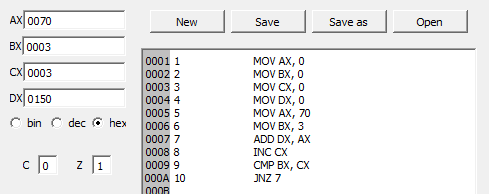 AX 0070
BX 0003
CX 0003
DX 0150
bin dec hex
C 0 Z 1
New Save Save as Open
0001 1 MOV AX, 0
0002 2 MOV BX, 0
0003 3 MOV CX, 0
0004 4 MOV DX, 0
0005 5 MOV AX, 70
0006 6 MOV BX, 3
0007 7 ADD DX, AX
0008 8 INC CX
0009 9 CMP BX, CX
000A 10 JNZ 7
000B